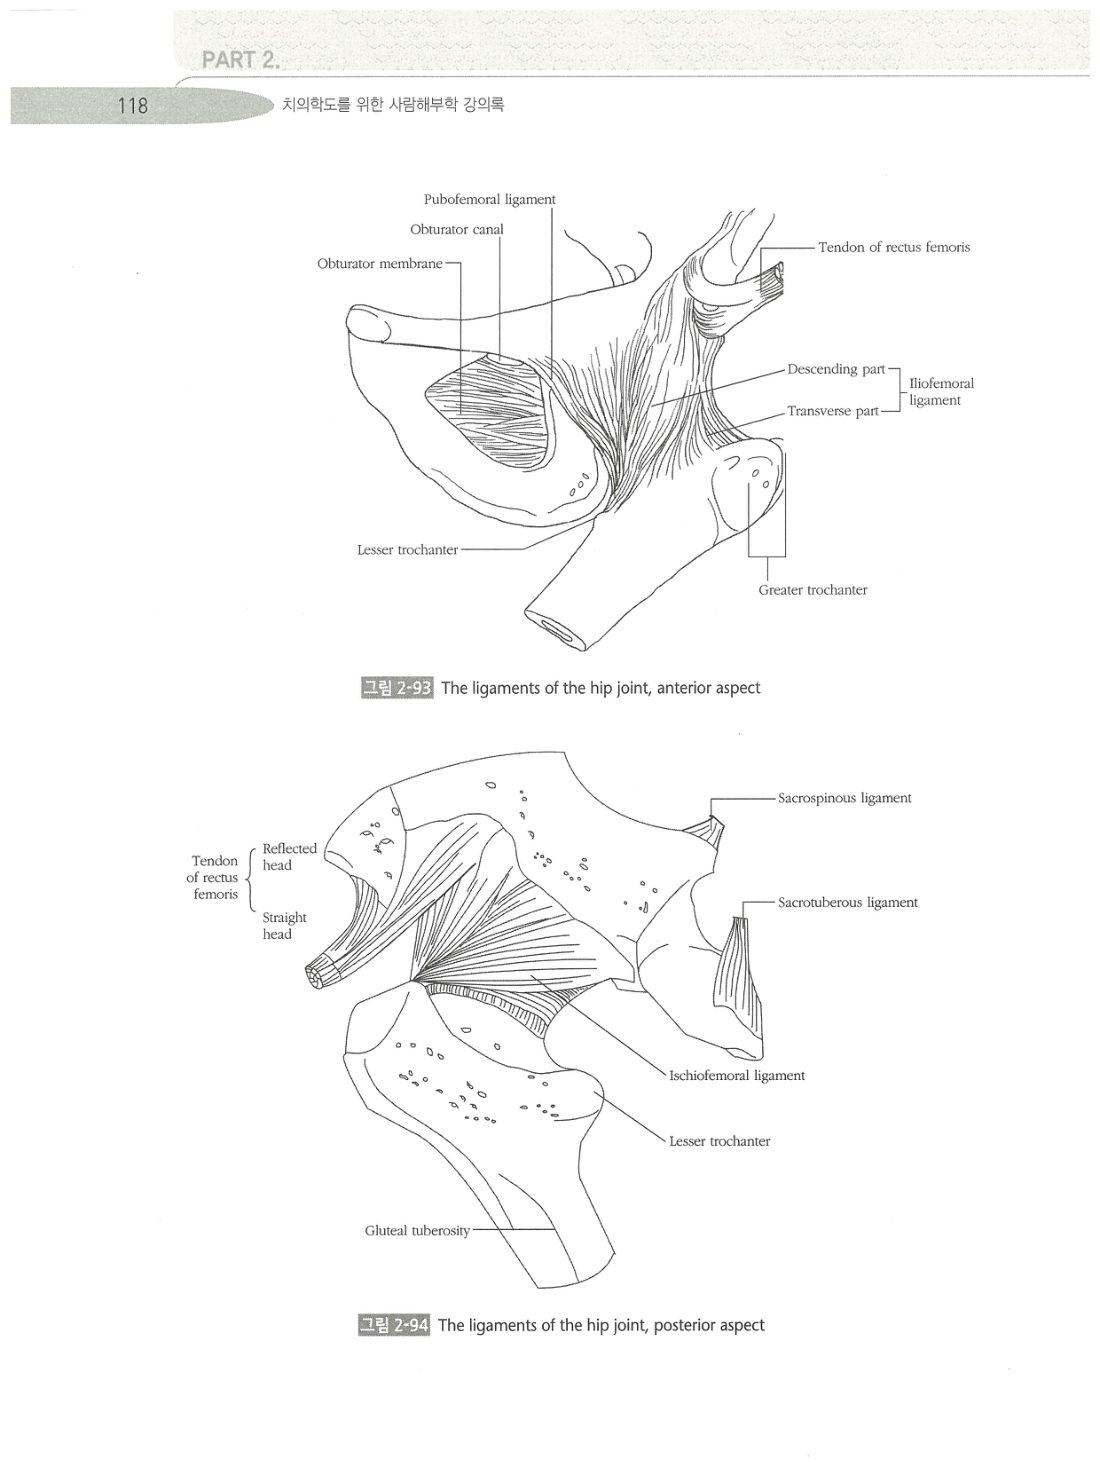 PART 2.
118
치의학도를 위한 사람해부학 강의록
Pubofemoral ligament
Obturator canal
Obturator membrane
Tendon of rectus femoris
Descending part
Iliofemoral
ligament
Transverse part
Lesser trochanter
Greater trochanter
그림 2-93 The ligaments of the hip joint, anterior aspect
Sacrospinous ligament
Reflected
head
Tendon
of rectus
femoris
Straight
head
Sacrotuberous ligament
Ischiofemoral ligament
Lesser trochanter
Gluteal tuberosity
그림 2-94 The ligaments of the hip joint, posterior aspect